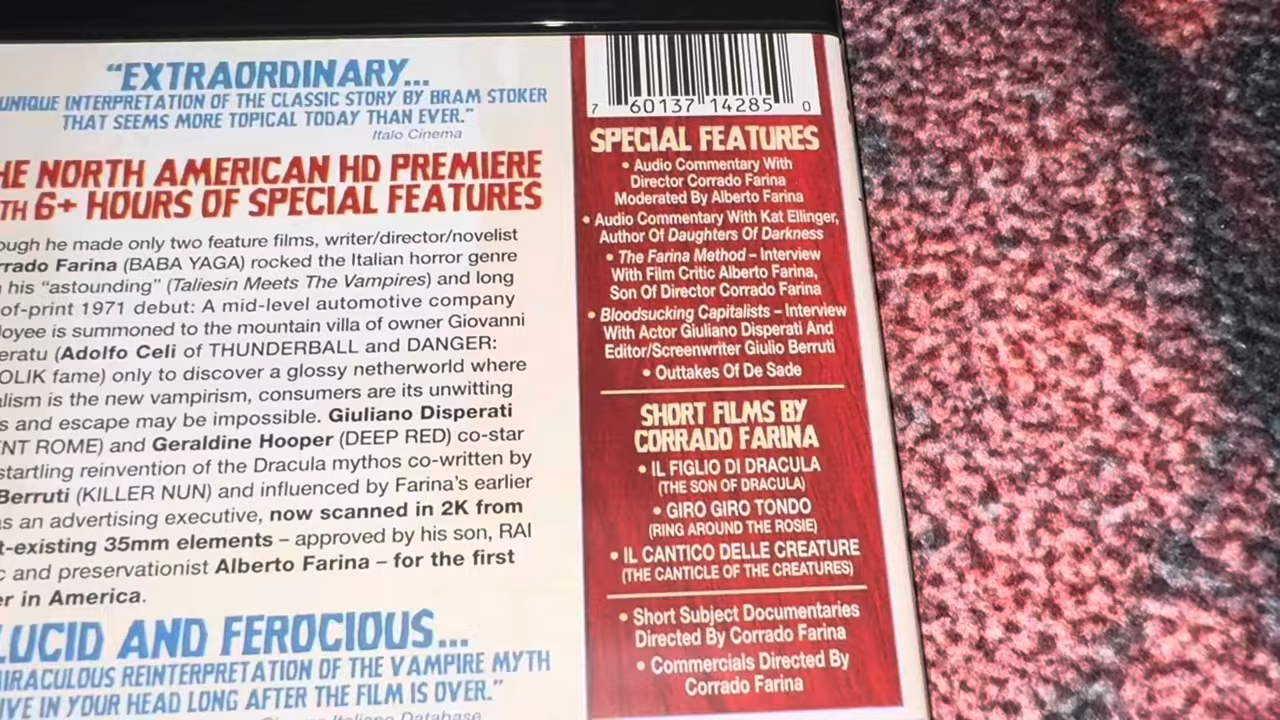 “EXTRAORDINARY...
UNIQUE INTERPRETATION OF THE CLASSIC STORY BY BRAM STOKER
THAT SEEMS MORE TOPICAL TODAY THAN EVER.”
Italo Cinema
HE NORTH AMERICAN HD PREMIERE
TH 6+ HOURS OF SPECIAL FEATURES
ough he made only two feature films, writer/director/novelist
rrado Farina (BABA YAGA) rocked the Italian horror genre
his “astounding” (Taliesin Meets The Vampires) and long
of-print 1971 debut: A mid-level automotive company
loyee is summoned to the mountain villa of owner Giovanni
eratu (Adolfo Celi of THUNDERBALL and DANGER:
OLIK fame) only to discover a glossy netherworld where
alism is the new vampirism, consumers are its unwitting
s and escape may be impossible. Giuliano Disperati
ENT ROME) and Geraldine Hooper (DEEP RED) co-star
startling reinvention of the Dracula mythos co-written by
Berruti (KILLER NUN) and influenced by Farina’s earlier
as an advertising executive, now scanned in 2K from
t-existing 35mm elements – approved by his son, RAI
c and preservationist Alberto Farina – for the first
er in America.
LUCID AND FEROCIOUS...
MIRACULOUS REINTERPRETATION OF THE VAMPIRE MYTH
IVE IN YOUR HEAD LONG AFTER THE FILM IS OVER.”
Italiano Database
7 60137 14285 0
SPECIAL FEATURES
• Audio Commentary With
Director Corrado Farina
Moderated By Alberto Farina
• Audio Commentary With Kat Ellinger,
Author Of Daughters Of Darkness
• The Farina Method – Interview
With Film Critic Alberto Farina,
Son Of Director Corrado Farina
• Bloodsucking Capitalists – Interview
With Actor Giuliano Disperati And
Editor/Screenwriter Giulio Berruti
• Outtakes Of De Sade
SHORT FILMS BY
CORRADO FARINA
• IL FIGLIO DI DRACULA
(THE SON OF DRACULA)
• GIRO GIRO TONDO
(RING AROUND THE ROSIE)
• IL CANTICO DELLE CREATURE
(THE CANTICLE OF THE CREATURES)
• Short Subject Documentaries
Directed By Corrado Farina
• Commercials Directed By
Corrado Farina